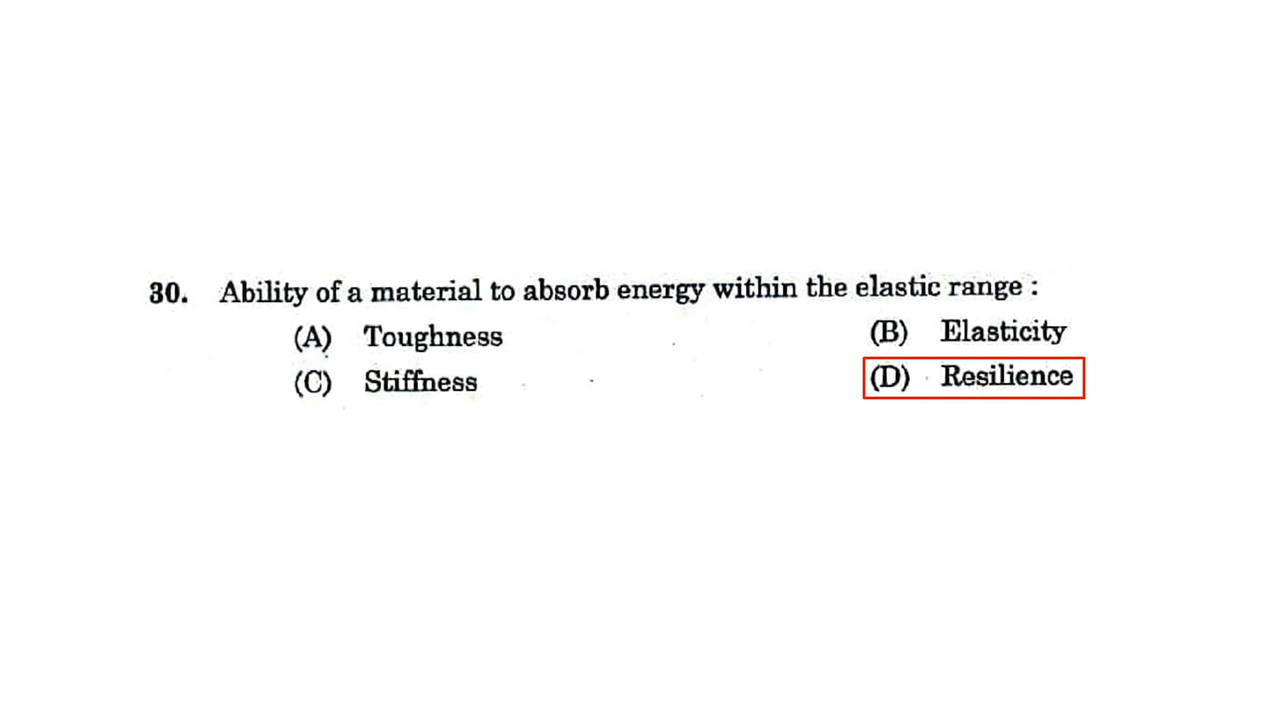 30. Ability of a material to absorb energy within the elastic range :
(A) Toughness (B) Elasticity
(C) Stiffness (D) Resilience